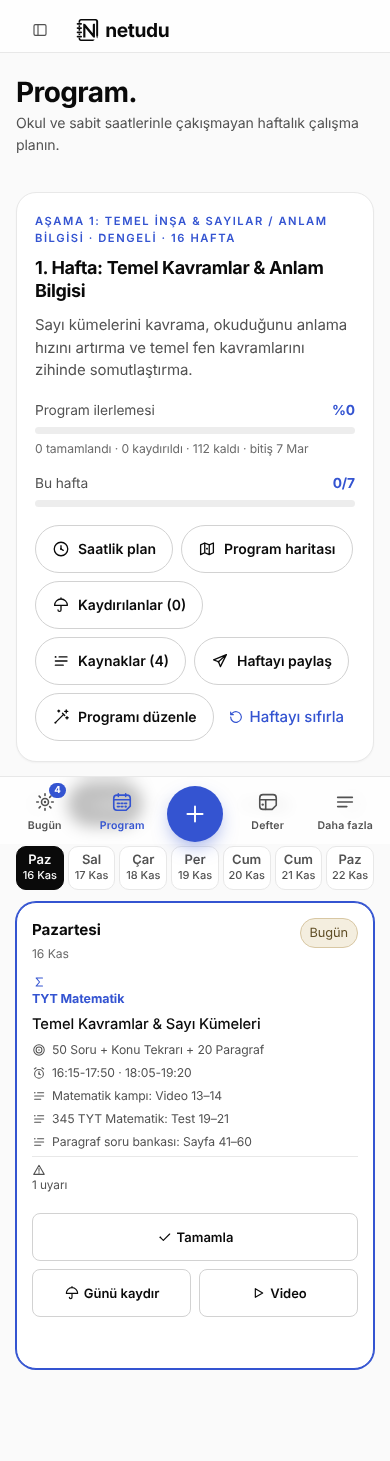 netudu
Program.
Okul ve sabit saatlerinle çakışmayan haftalık çalışma
planın.
AŞAMA 1: TEMEL İNŞA & SAYILAR / ANLAM
BİLGİSİ · DENGELİ · 16 HAFTA
1. Hafta: Temel Kavramlar & Anlam
Bilgisi
Sayı kümelerini kavrama, okuduğunu anlama
hızını artırma ve temel fen kavramlarını
zihinde somutlaştırma.
Program ilerlemesi %0
0 tamamlandı · 0 kaydırıldı · 112 kaldı · bitiş 7 Mar
Bu hafta 0/7
Saatlik plan Program haritası
Kaydırılanlar (0)
Kaynaklar (4) Haftayı paylaş
Programı düzenle Haftayı sıfırla
4
Bugün Program Defter Daha fazla
Paz Sal Çar Per Cum Cum Paz
16 Kas 17 Kas 18 Kas 19 Kas 20 Kas 21 Kas 22 Kas
Pazartesi Bugün
16 Kas
Σ
TYT Matematik
Temel Kavramlar & Sayı Kümeleri
50 Soru + Konu Tekrarı + 20 Paragraf
16:15-17:50 · 18:05-19:20
Matematik kampı: Video 13–14
345 TYT Matematik: Test 19–21
Paragraf soru bankası: Sayfa 41–60
1 uyarı
Tamamla
Günü kaydır Video